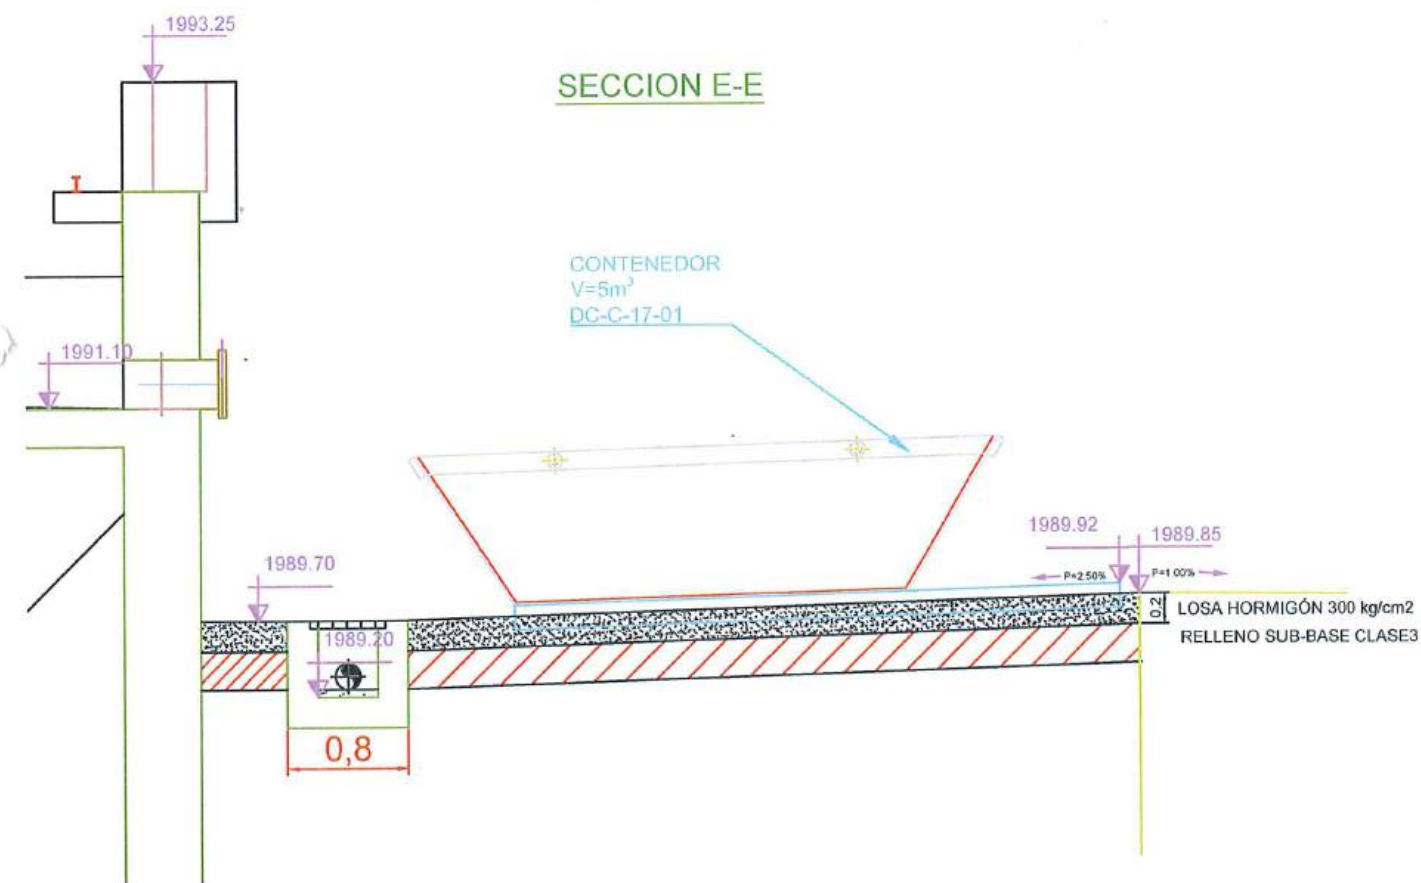 1993.25
SECCION E-E
CONTENEDOR
V=5m³
DC-C-17-01
1991.10
1989.92
1989.85
1989.70
P=2.50%
P=1.00%
0.2
LOSA HORMIGÓN 300 kg/cm2
1989.20
RELLENO SUB-BASE CLASE3
0,8